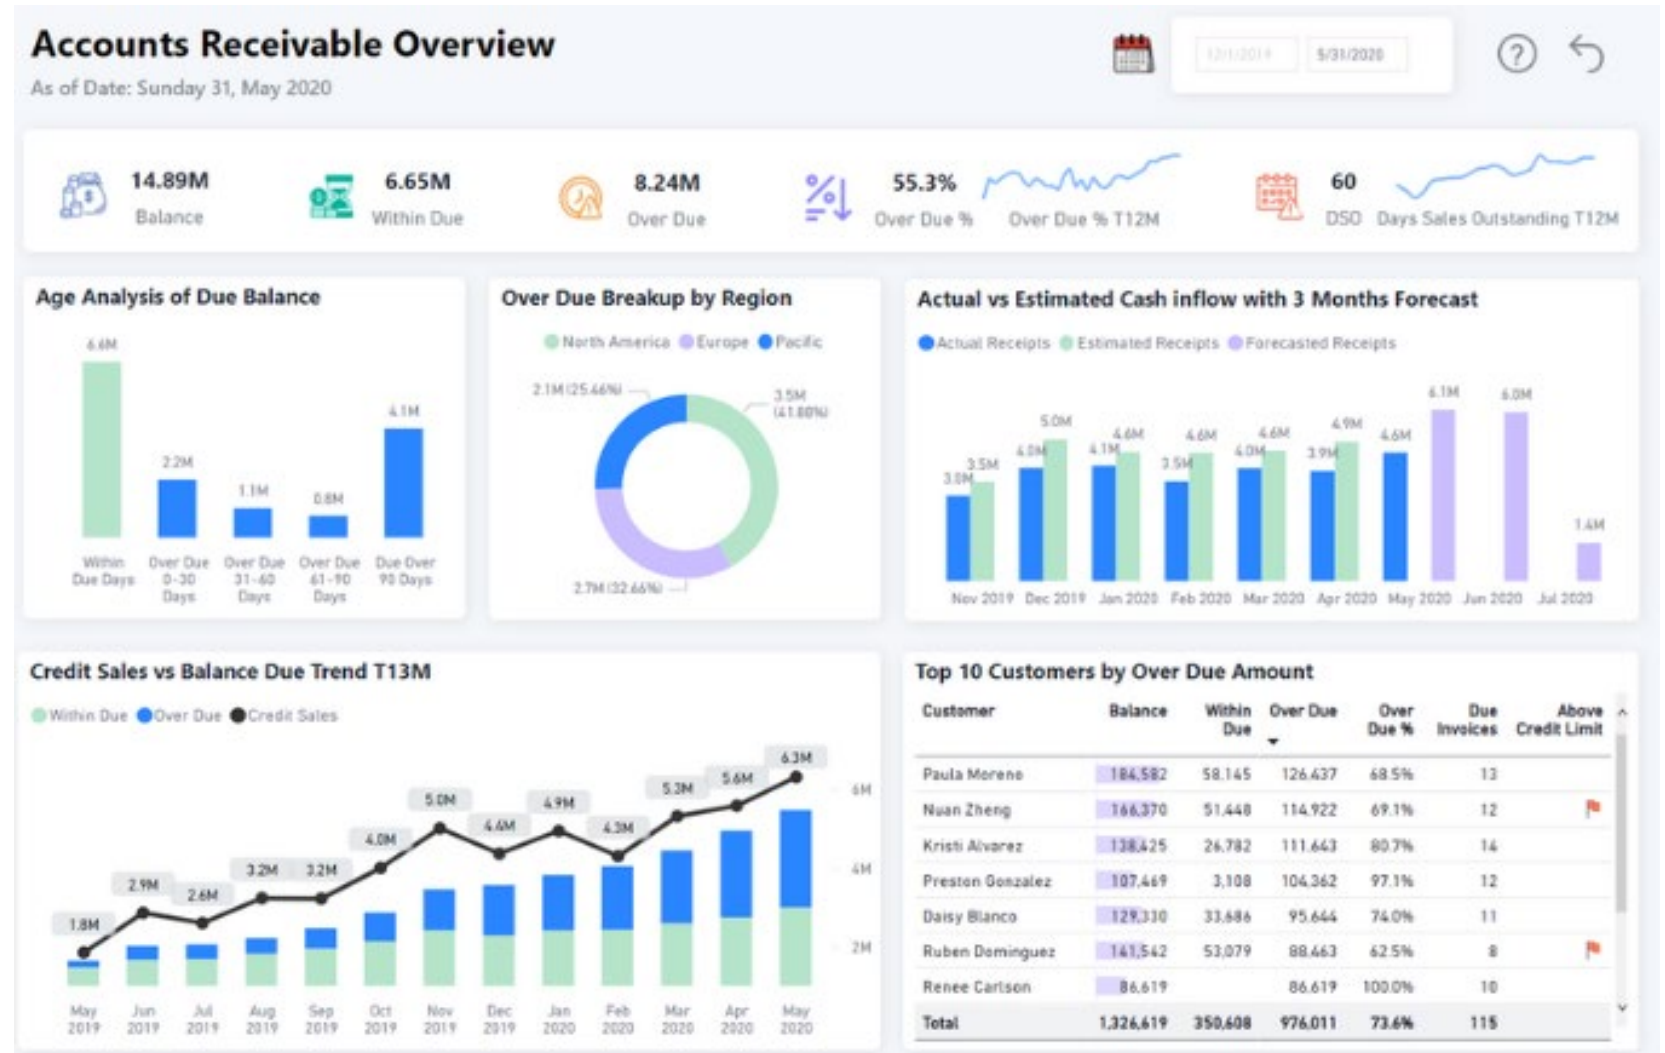 Accounts Receivable Overview
As of Date: Sunday 31, May 2020
12/1/2019 5/31/2020
14.89M
Balance
6.65M
Within Due
8.24M
Over Due
55.3%
Over Due %
Over Due % T12M
60
DSO
Days Sales Outstanding T12M
Age Analysis of Due Balance
6.6M
2.2M
1.1M
0.8M
4.1M
Within Due Days
Over Due 0-30 Days
Over Due 31-60 Days
Over Due 61-90 Days
Due Over 90 Days
Over Due Breakup by Region
North America Europe Pacific
2.1M (25.46%)
3.5M
(41.88%)
2.7M (32.66%)
Actual vs Estimated Cash inflow with 3 Months Forecast
Actual Receipts Estimated Receipts Forecasted Receipts
3.0M 3.5M 4.0M 5.0M 4.1M 4.6M 3.5M 4.6M 4.0M 4.6M 3.9M 4.9M 4.6M 6.1M 6.0M 1.4M
Nov 2019 Dec 2019 Jan 2020 Feb 2020 Mar 2020 Apr 2020 May 2020 Jun 2020 Jul 2020
Credit Sales vs Balance Due Trend T13M
Within Due Over Due Credit Sales
1.8M 2.9M 2.6M 3.2M 3.2M 4.0M 5.0M 4.4M 4.9M 4.3M 5.3M 5.6M 6.3M
6M
4M
2M
May Jun Jul Aug Sep Oct Nov Dec Jan Feb Mar Apr May
2019 2019 2019 2019 2019 2019 2019 2019 2020 2020 2020 2020 2020
Top 10 Customers by Over Due Amount
Customer Balance Within Due Over Due Over Due % Due Invoices Above Credit Limit
Paula Moreno 184,582 58,145 126,437 68.5% 13
Nuan Zheng 166,370 51,448 114,922 69.1% 12
Kristi Alvarez 138,425 26,782 111,643 80.7% 14
Preston Gonzalez 107,469 3,108 104,362 97.1% 12
Daisy Blanco 129,330 33,686 95,644 74.0% 11
Ruben Dominguez 141,542 53,079 88,463 62.5% 8
Renee Carlson 86,619 86,619 100.0% 10
Total 1,326,619 350,608 976,011 73.6% 115